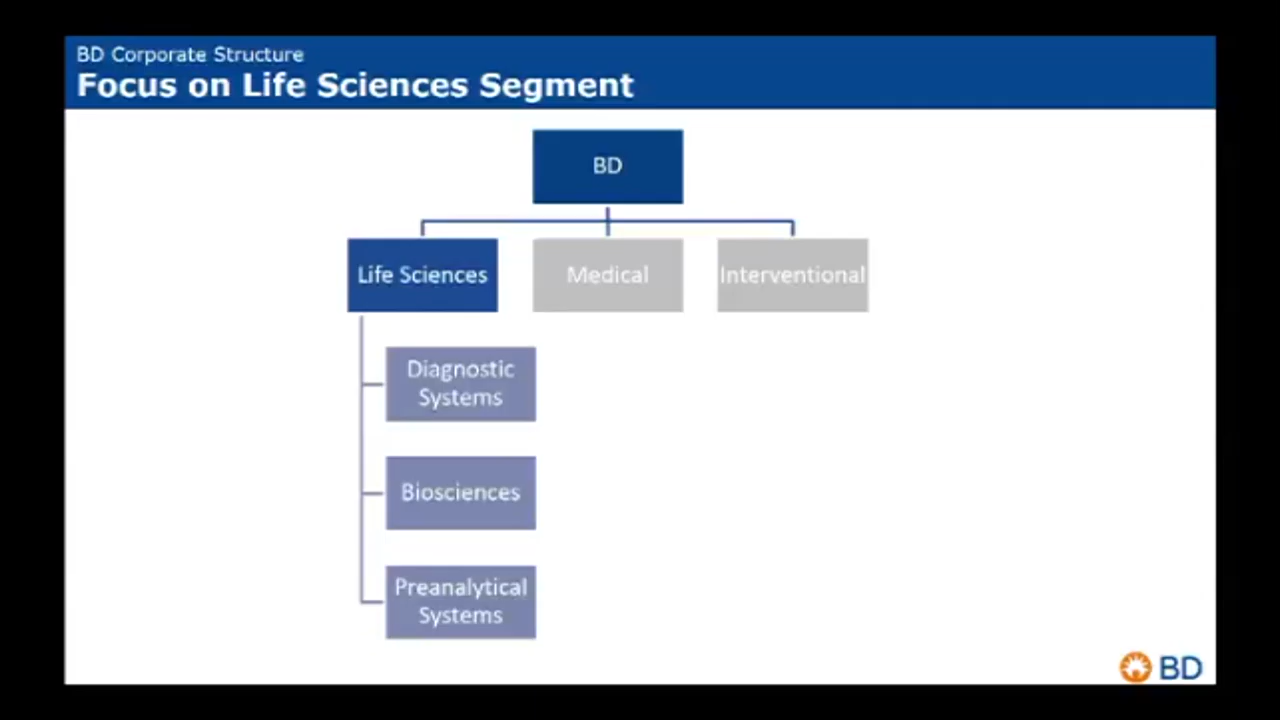 BD Corporate Structure
Focus on Life Sciences Segment
BD
Life Sciences
Medical
Interventional
Diagnostic
Systems
Biosciences
Preanalytical
Systems
BD